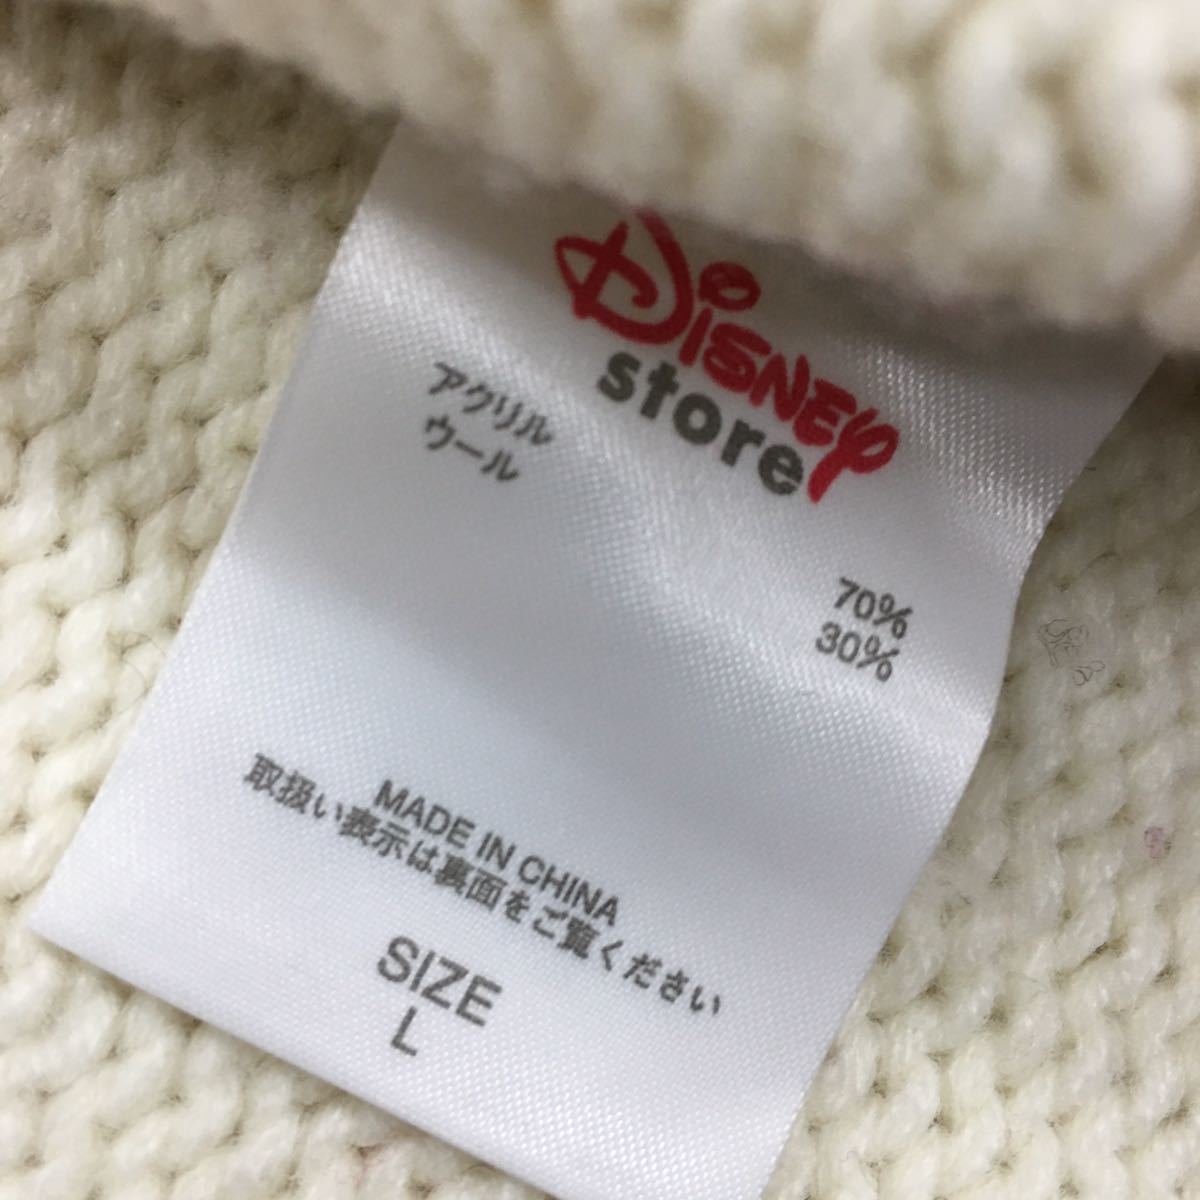 Disney
store
アクリル 70%
ウール 30%
MADE IN CHINA
取扱い表示は裏面をご覧ください
SIZE
L